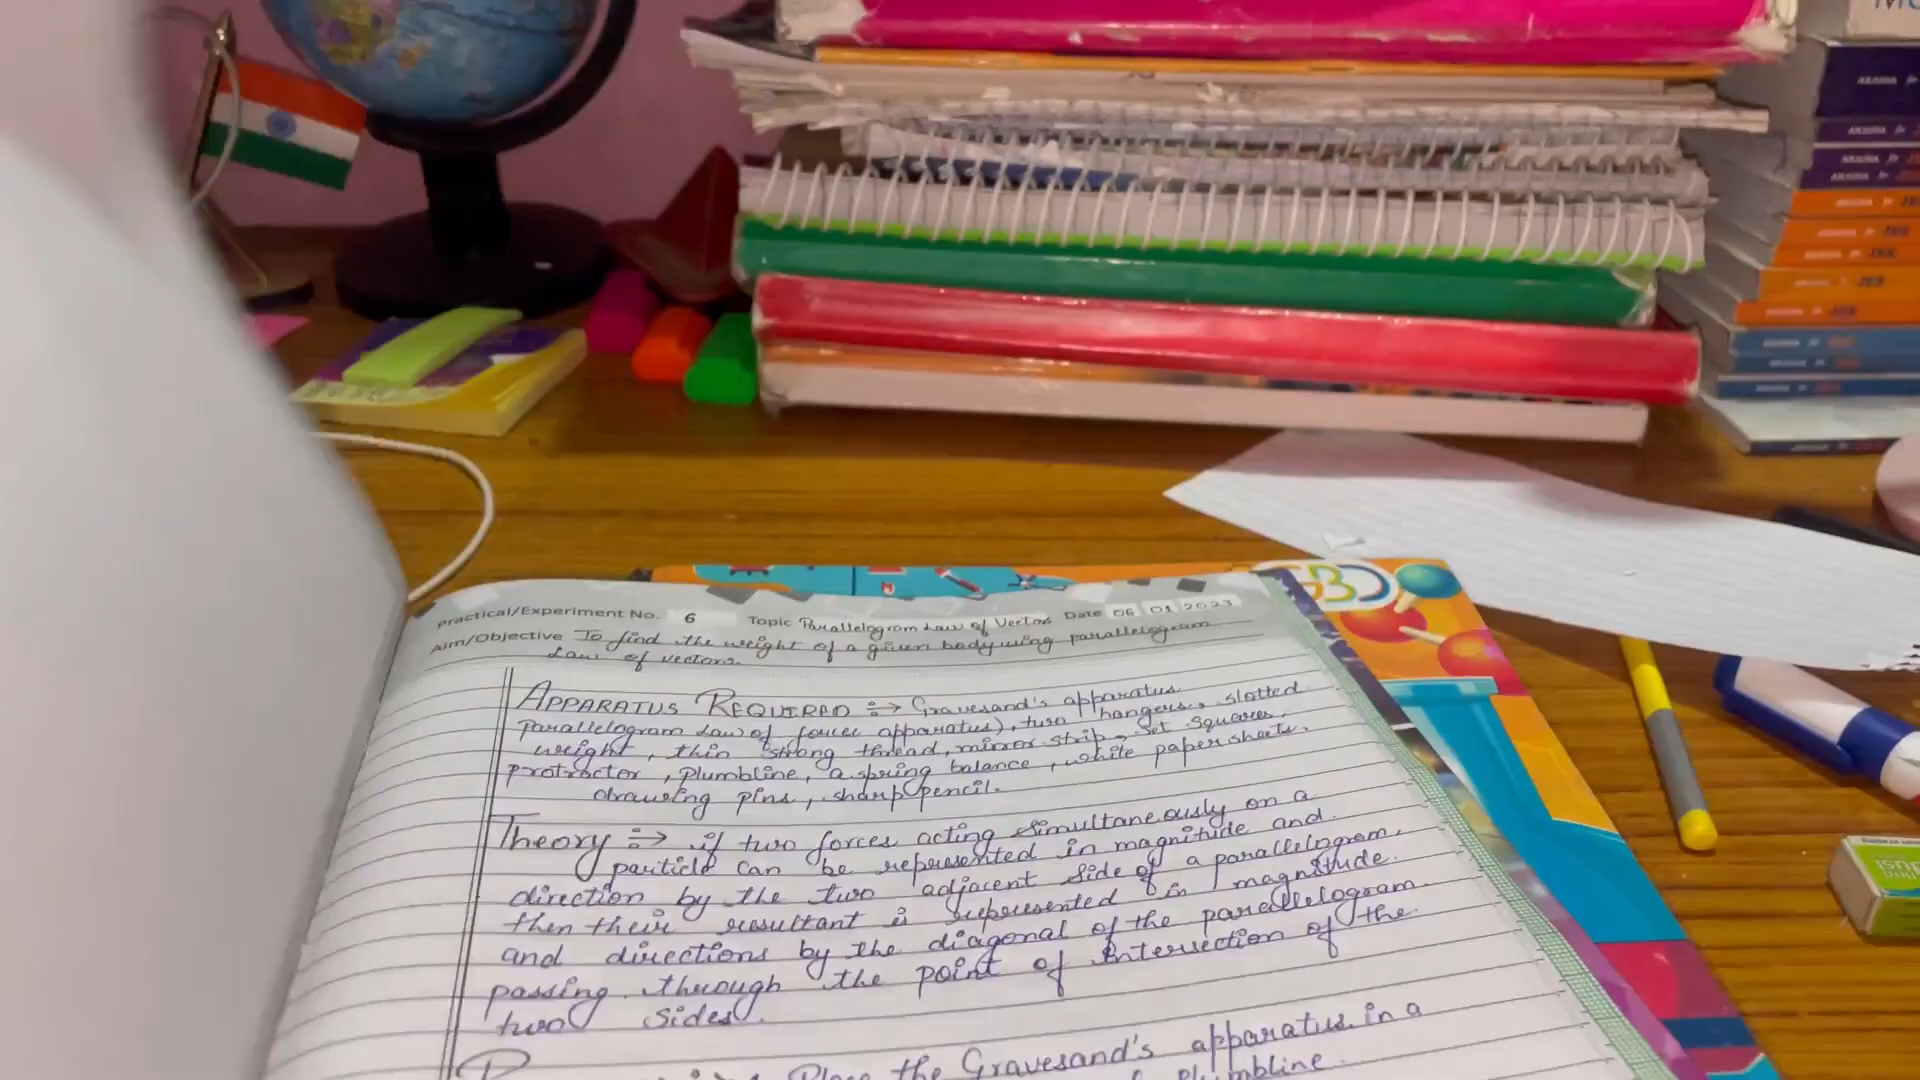 Practical/Experiment No. 6 Topic Parallelogram Law of Vectors Date 06 01 2023
Aim/Objective To find the weight of a given body using parallelogram
Law of vectors.
APPARATUS REQUIRED ÷→ Gravesand's apparatus
parallelogram Law of forces apparatus), two hangers, slotted
weight, thin strong thread, mirror strip, set squares,
protractor, plumbline, a spring balance, white paper sheets,
drawing pins, sharp pencil.
Theory ÷→ if two forces acting simultaneously on a
particle can be represented in magnitude and
direction by the two adjacent side of a parallelogram,
then their resultant is represented in magnitude
and directions by the diagonal of the parallelogram
passing through the point of intersection of the
two sides.
Place the Gravesand's apparatus in a
plumbline
GBD